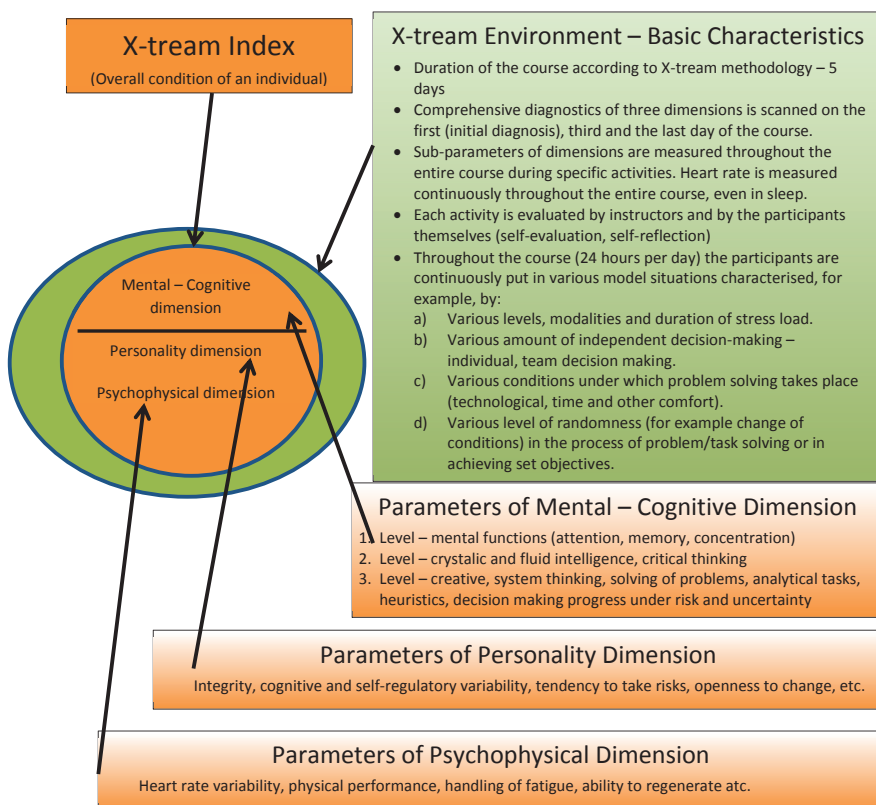 X-tream Index
(Overall condition of an individual)
X-tream Environment – Basic Characteristics
• Duration of the course according to X-tream methodology – 5
days
• Comprehensive diagnostics of three dimensions is scanned on the
first (initial diagnosis), third and the last day of the course.
• Sub-parameters of dimensions are measured throughout the
entire course during specific activities. Heart rate is measured
continuously throughout the entire course, even in sleep.
• Each activity is evaluated by instructors and by the participants
themselves (self-evaluation, self-reflection)
• Throughout the course (24 hours per day) the participants are
continuously put in various model situations characterised, for
example, by:
a) Various levels, modalities and duration of stress load.
b) Various amount of independent decision-making –
individual, team decision making.
c) Various conditions under which problem solving takes place
(technological, time and other comfort).
d) Various level of randomness (for example change of
conditions) in the process of problem/task solving or in
achieving set objectives.
Mental – Cognitive
dimension
Personality dimension
Psychophysical dimension
Parameters of Mental – Cognitive Dimension
1. Level – mental functions (attention, memory, concentration)
2. Level – crystalic and fluid intelligence, critical thinking
3. Level – creative, system thinking, solving of problems, analytical tasks,
heuristics, decision making progress under risk and uncertainty
Parameters of Personality Dimension
Integrity, cognitive and self-regulatory variability, tendency to take risks, openness to change, etc.
Parameters of Psychophysical Dimension
Heart rate variability, physical performance, handling of fatigue, ability to regenerate atc.